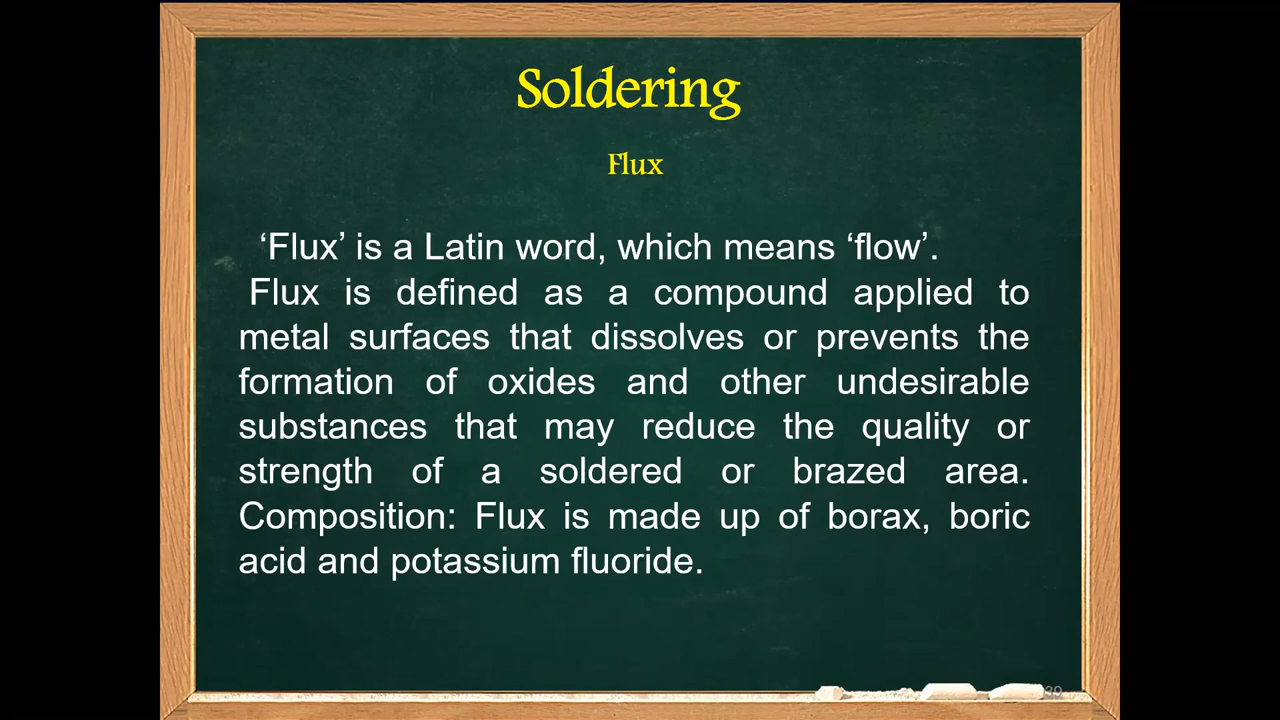 Soldering
Flux
‘Flux’ is a Latin word, which means ‘flow’.
Flux is defined as a compound applied to
metal surfaces that dissolves or prevents the
formation of oxides and other undesirable
substances that may reduce the quality or
strength of a soldered or brazed area.
Composition: Flux is made up of borax, boric
acid and potassium fluoride.